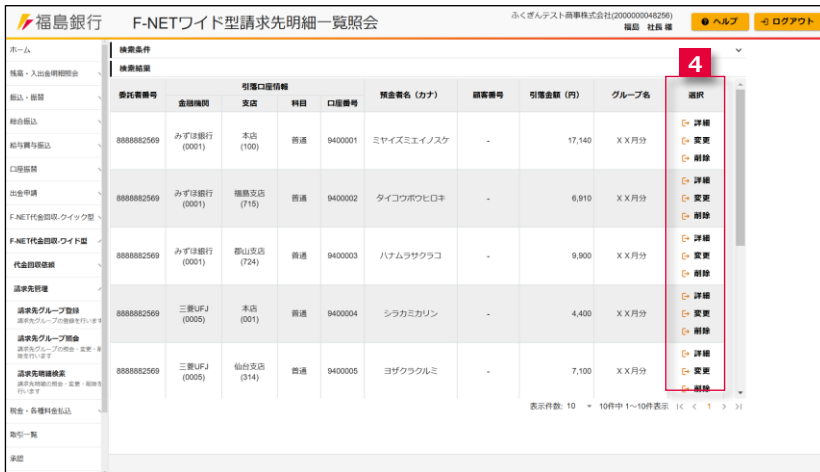 福島銀行
F-NETワイド型請求先明細一覧照会
ふくぎんテスト商事株式会社(2000000048256)
福島 社長 様
ヘルプ
ログアウト
ホーム
残高・入出金明細照会
振込・振替
総合振込
給与賞与振込
口座振替
出金申請
F-NET代金回収-クイック型
F-NET代金回収-ワイド型
代金回収依頼
請求先管理
請求先グループ登録
請求先グループの登録を行います
請求先グループ照会
請求先グループの照会・変更・削
除を行います
請求先明細検索
請求先明細の照会・変更・削除を
行います
税金・各種料金払込
取引一覧
承認
検索条件
検索結果
4
委託者番号 引落口座情報 預金者名（カナ） 顧客番号 引落金額（円） グループ名 選択
金融機関 支店 科目 口座番号
8888882569 みずほ銀行 (0001) 本店 (100) 普通 9400001 ミヤイズミエイノスケ - 17,140 ＸＸ月分 詳細 変更 削除
8888882569 みずほ銀行 (0001) 福島支店 (715) 普通 9400002 タイコウボウヒロキ - 6,910 ＸＸ月分 詳細 変更 削除
8888882569 みずほ銀行 (0001) 郡山支店 (724) 普通 9400003 ハナムラサクラコ - 9,900 ＸＸ月分 詳細 変更 削除
8888882569 三菱UFJ (0005) 本店 (001) 普通 9400004 シラカミカリン - 4,400 ＸＸ月分 詳細 変更 削除
8888882569 三菱UFJ (0005) 仙台支店 (314) 普通 9400005 ヨザクラクルミ - 7,100 ＸＸ月分 詳細 変更 削除
表示件数: 10 10件中 1～10件表示 |< < 1 > >|